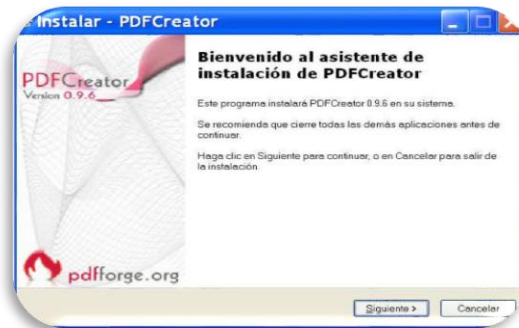 Instalar - PDFCreator
PDFCreator
Version 0.9.6
Bienvenido al asistente de
instalación de PDFCreator
Este programa instalará PDFCreator 0.9.6 en su sistema.
Se recomienda que cierre todas las demás aplicaciones antes de
continuar.
Haga clic en Siguiente para continuar, o en Cancelar para salir de
la instalación.
pdfforge.org
Siguiente >
Cancelar